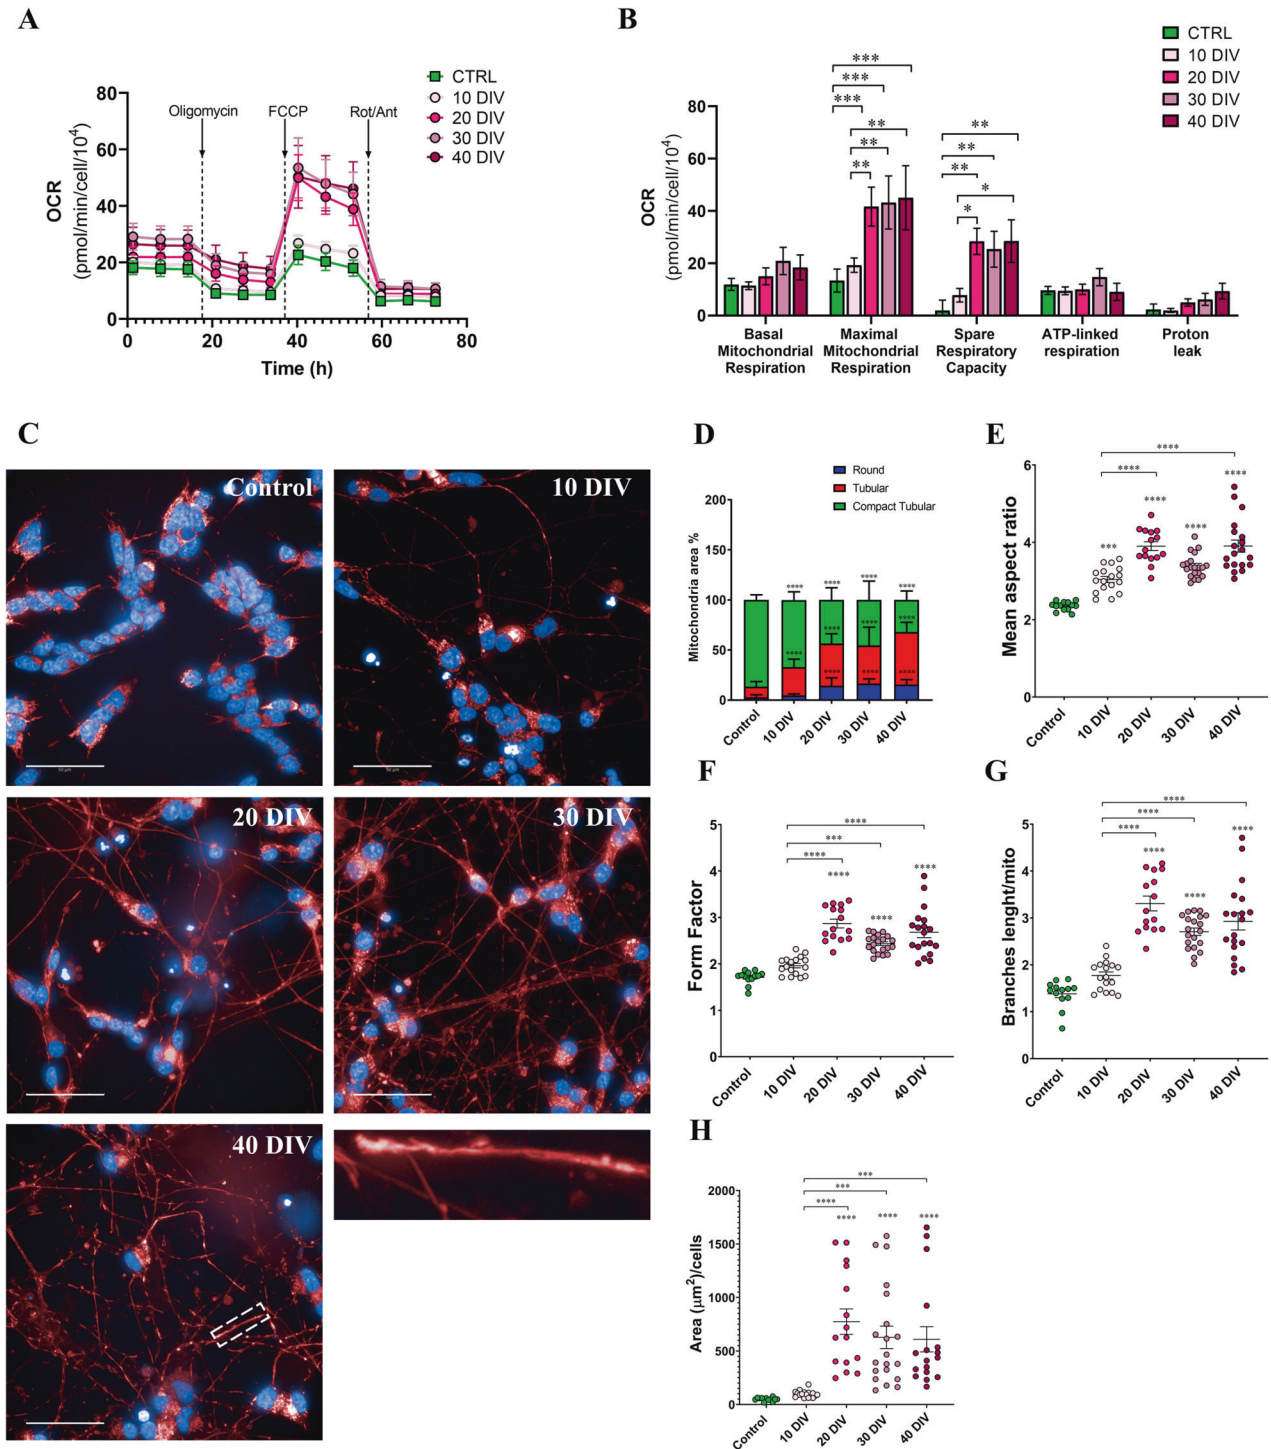 A
CTRL
10 DIV
20 DIV
30 DIV
40 DIV
Oligomycin
FCCP
Rot/Ant
80
60
40
20
0
OCR
(pmol/min/cell/10⁴)
0
20
40
60
80
Time (h)
B
CTRL
10 DIV
20 DIV
30 DIV
40 DIV
***
***
***
**
**
**
**
**
**
*
*
80
60
40
20
0
OCR
(pmol/min/cell/10⁴)
Basal
Mitochondrial
Respiration
Maximal
Mitochondrial
Respiration
Spare
Respiratory
Capacity
ATP-linked
respiration
Proton
leak
C
Control
10 DIV
20 DIV
30 DIV
40 DIV
D
Round
Tubular
Compact Tubular
200
150
100
50
0
Mitochondria area %
**** **** **** ****
**** **** **** ****
**** **** ****
Control
10 DIV
20 DIV
30 DIV
40 DIV
E
****
****
***
****
****
****
6
4
2
0
Mean aspect ratio
Control
10 DIV
20 DIV
30 DIV
40 DIV
F
****
***
****
****
****
****
5
4
3
2
1
0
Form Factor
Control
10 DIV
20 DIV
30 DIV
40 DIV
G
****
****
****
****
****
****
5
4
3
2
1
0
Branches lenght/mito
Control
10 DIV
20 DIV
30 DIV
40 DIV
H
***
***
****
****
****
****
2000
1500
1000
500
0
Area (μm²)/cells
Control
10 DIV
20 DIV
30 DIV
40 DIV